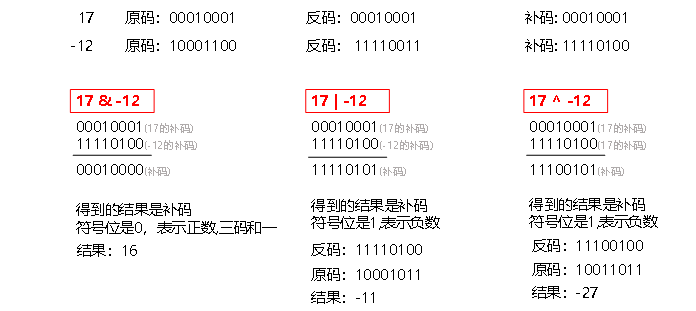 17 原码：00010001 反码：00010001 补码: 00010001
-12 原码：10001100 反码：11110011 补码: 11110100
17 & -12
00010001(17的补码)
11110100(-12的补码)
00010000(补码)
得到的结果是补码
符号位是0，表示正数,三码和一
结果：16
17 | -12
00010001(17的补码)
11110100(-12的补码)
11110101(补码)
得到的结果是补码
符号位是1,表示负数
反码：11110100
原码：10001011
结果：-11
17 ^ -12
00010001(17的补码)
11110100(17的补码)
11100101(补码)
得到的结果是补码
符号位是1,表示负数
反码：11100100
原码：10011011
结果：-27